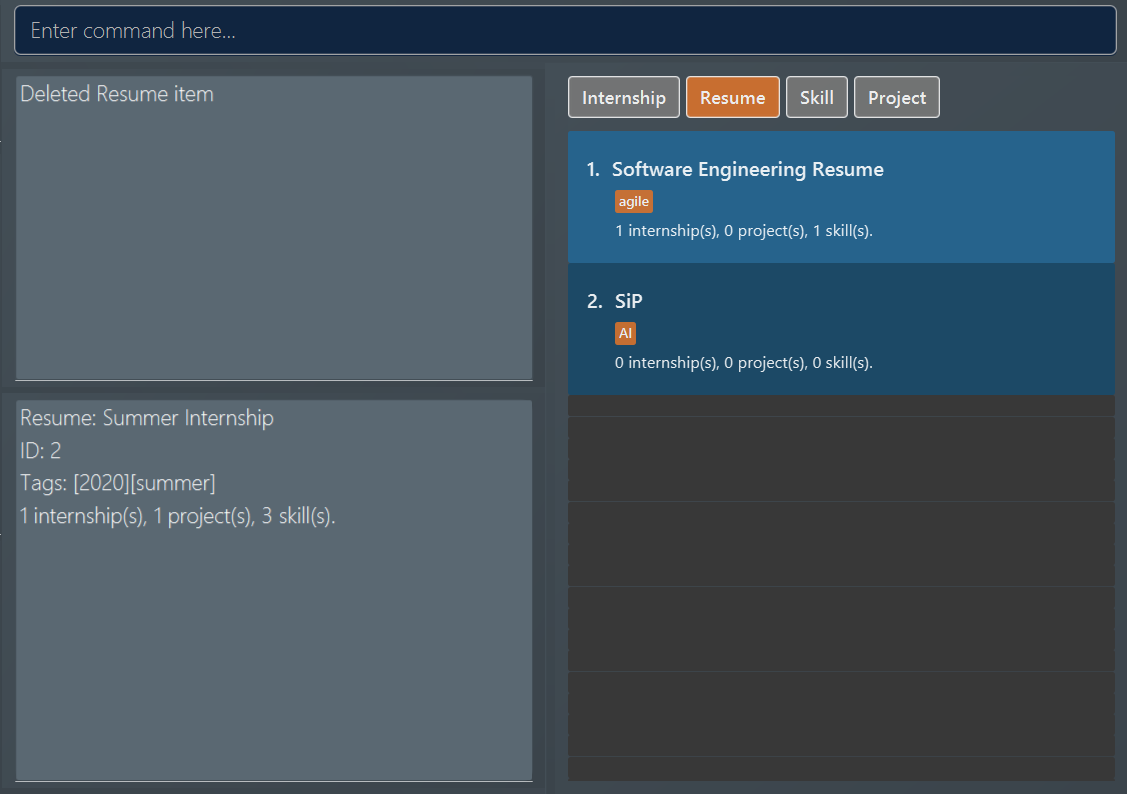 Enter command here...
Deleted Resume item
Resume: Summer Internship
ID: 2
Tags: [2020][summer]
1 internship(s), 1 project(s), 3 skill(s).
Internship Resume Skill Project
1. Software Engineering Resume
agile
1 internship(s), 0 project(s), 1 skill(s).
2. SiP
AI
0 internship(s), 0 project(s), 0 skill(s).